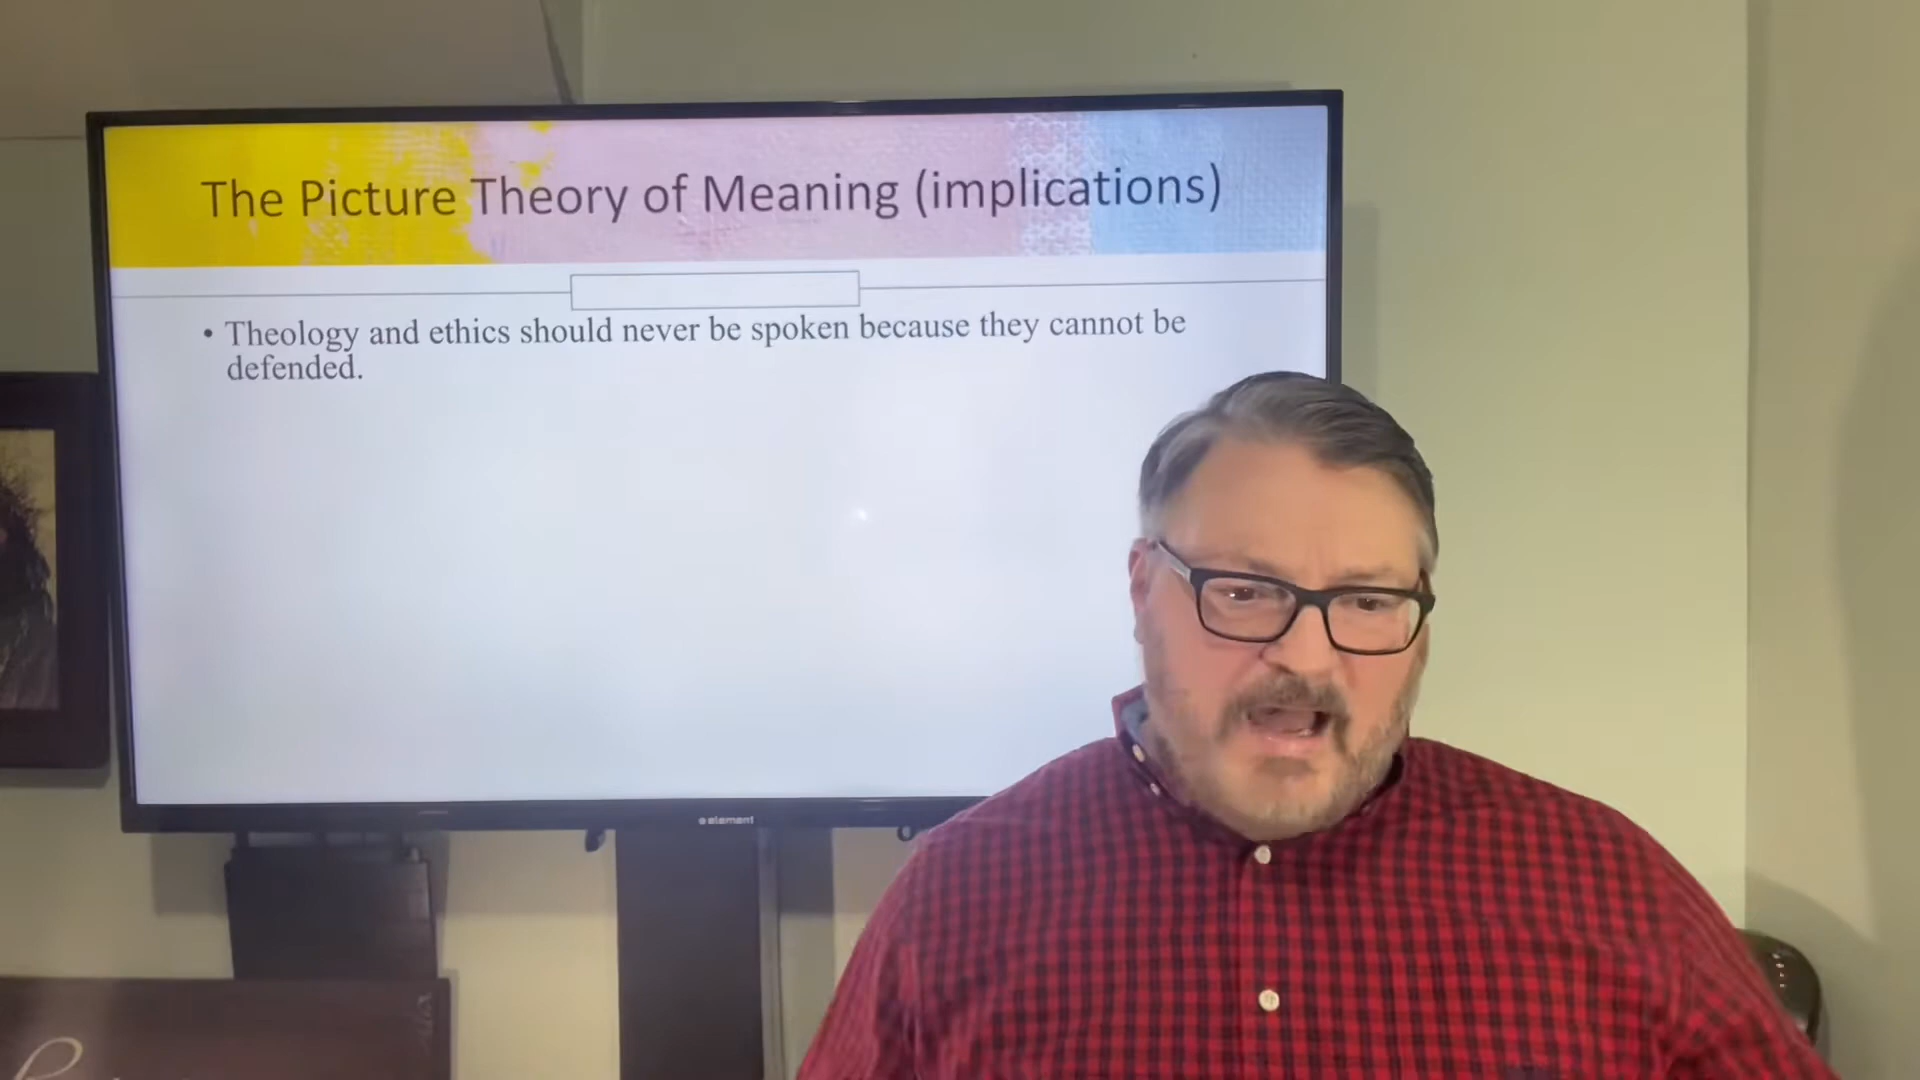 The Picture Theory of Meaning (implications)
• Theology and ethics should never be spoken because they cannot be
defended.
element